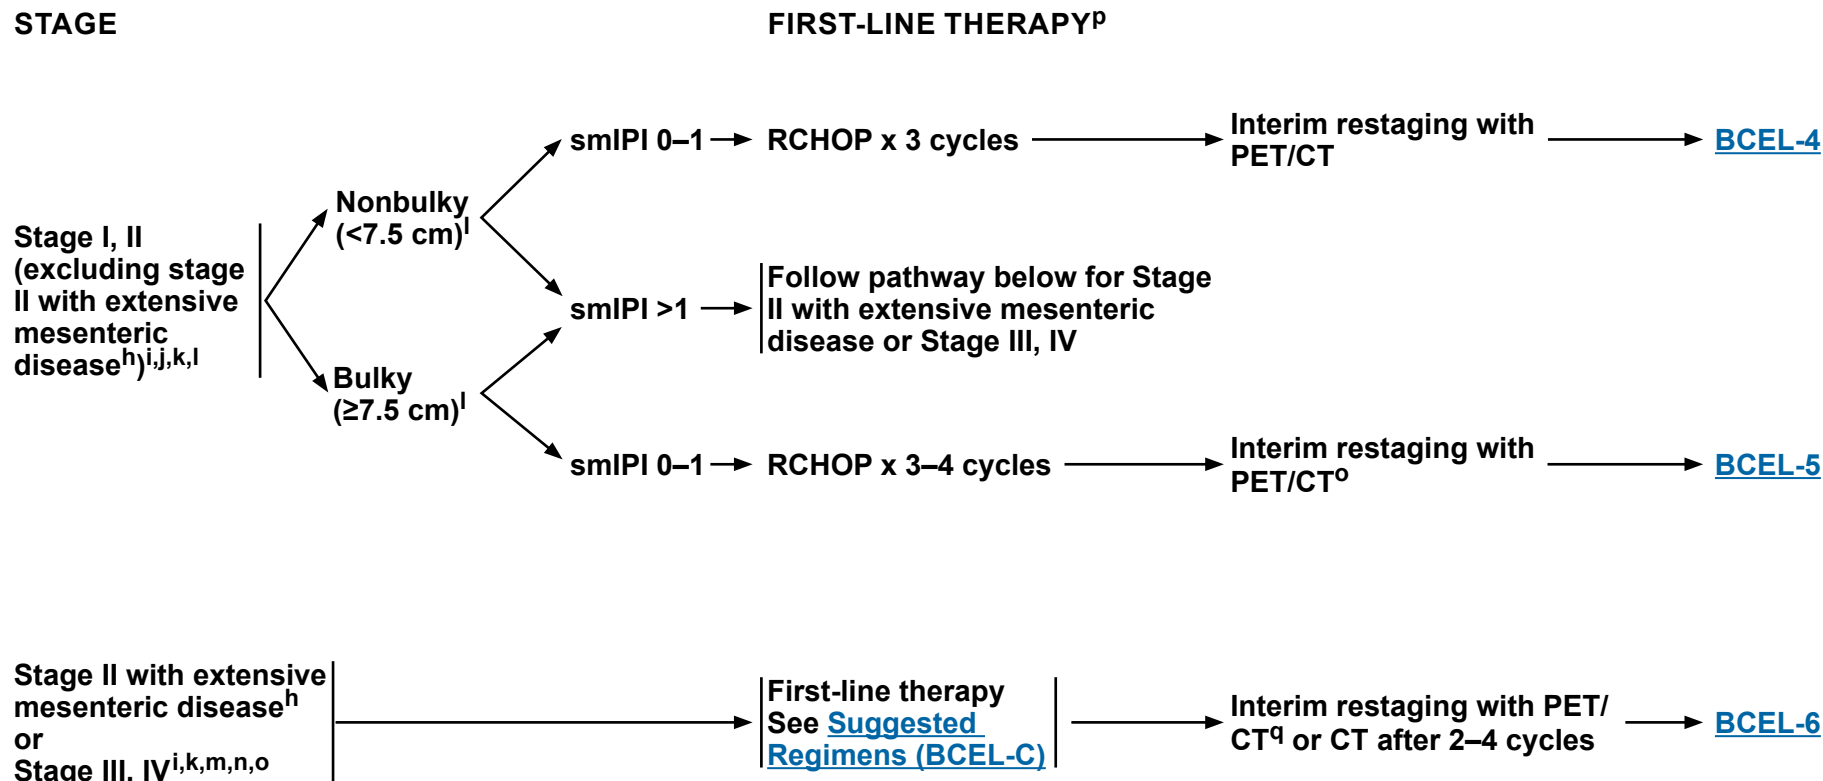 STAGE
FIRST-LINE THERAPYp
smIPI 0–1
RCHOP x 3 cycles
Interim restaging with
PET/CT
BCEL-4
Nonbulky
(<7.5 cm)l
Stage I, II
(excluding stage
II with extensive
mesenteric
diseaseh)i,j,k,l
smIPI >1
Follow pathway below for Stage
II with extensive mesenteric
disease or Stage III, IV
Bulky
(≥7.5 cm)l
smIPI 0–1
RCHOP x 3–4 cycles
Interim restaging with
PET/CTo
BCEL-5
Stage II with extensive
mesenteric diseaseh
or
Stage III, IVi,k,m,n,o
First-line therapy
See Suggested
Regimens (BCEL-C)
Interim restaging with PET/
CTq or CT after 2–4 cycles
BCEL-6